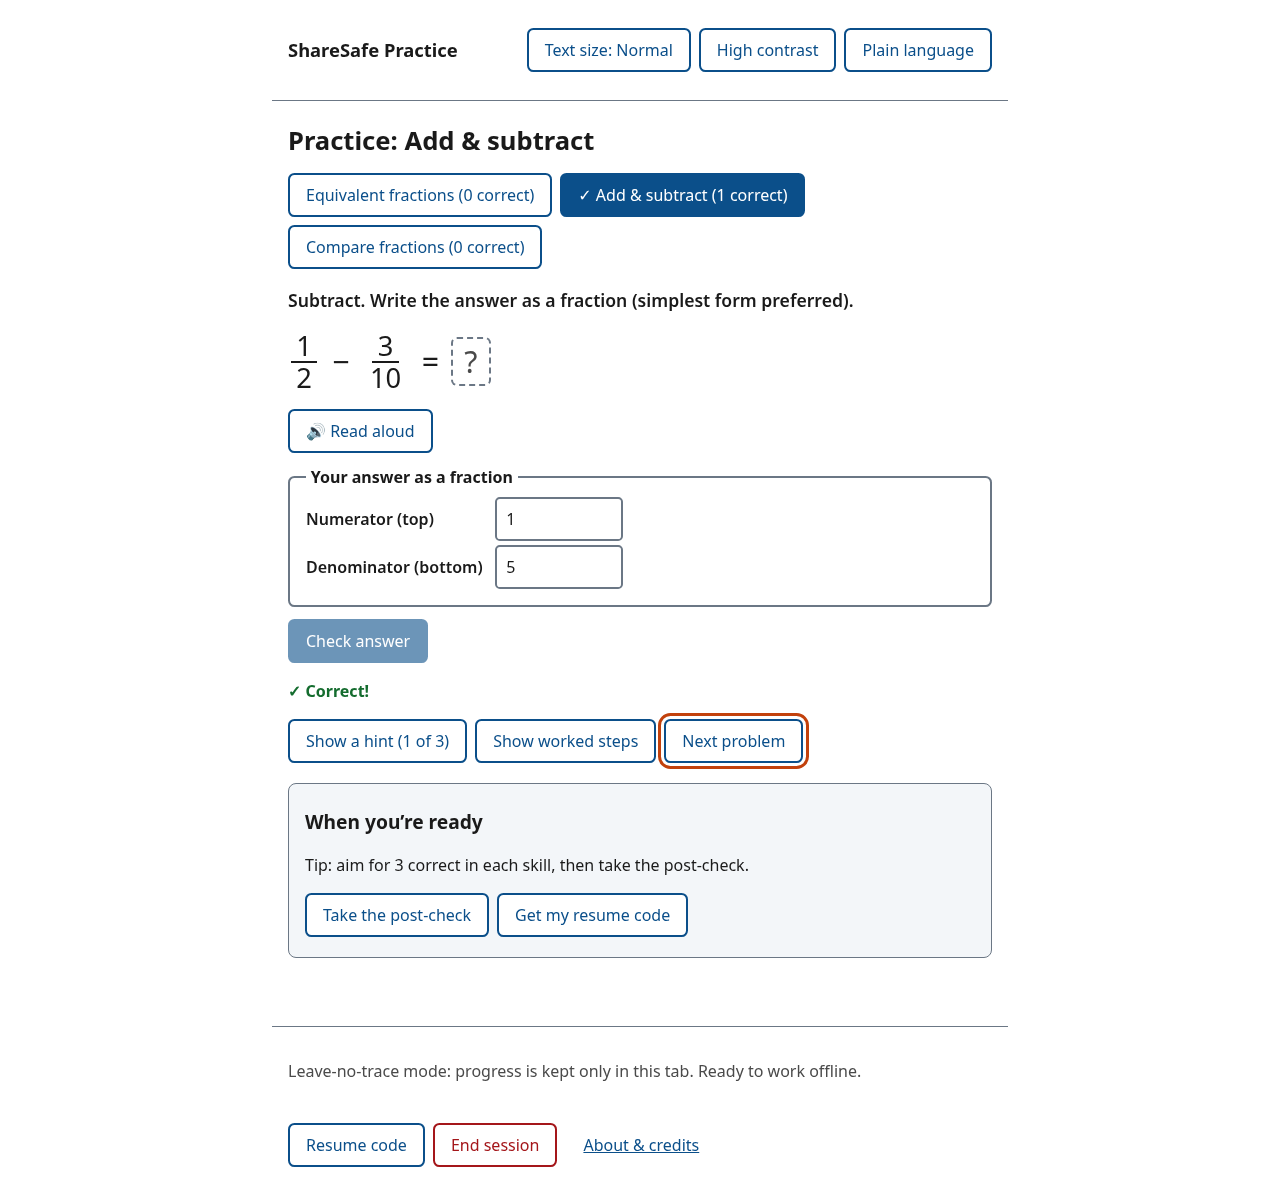 ShareSafe Practice Text size: Normal High contrast Plain language
Practice: Add & subtract
Equivalent fractions (0 correct) ✓ Add & subtract (1 correct)
Compare fractions (0 correct)
Subtract. Write the answer as a fraction (simplest form preferred).
1/2 − 3/10 = ?
🔊 Read aloud
Your answer as a fraction
Numerator (top) 1
Denominator (bottom) 5
Check answer
✓ Correct!
Show a hint (1 of 3) Show worked steps Next problem
When you’re ready
Tip: aim for 3 correct in each skill, then take the post-check.
Take the post-check Get my resume code
Leave-no-trace mode: progress is kept only in this tab. Ready to work offline.
Resume code End session About & credits